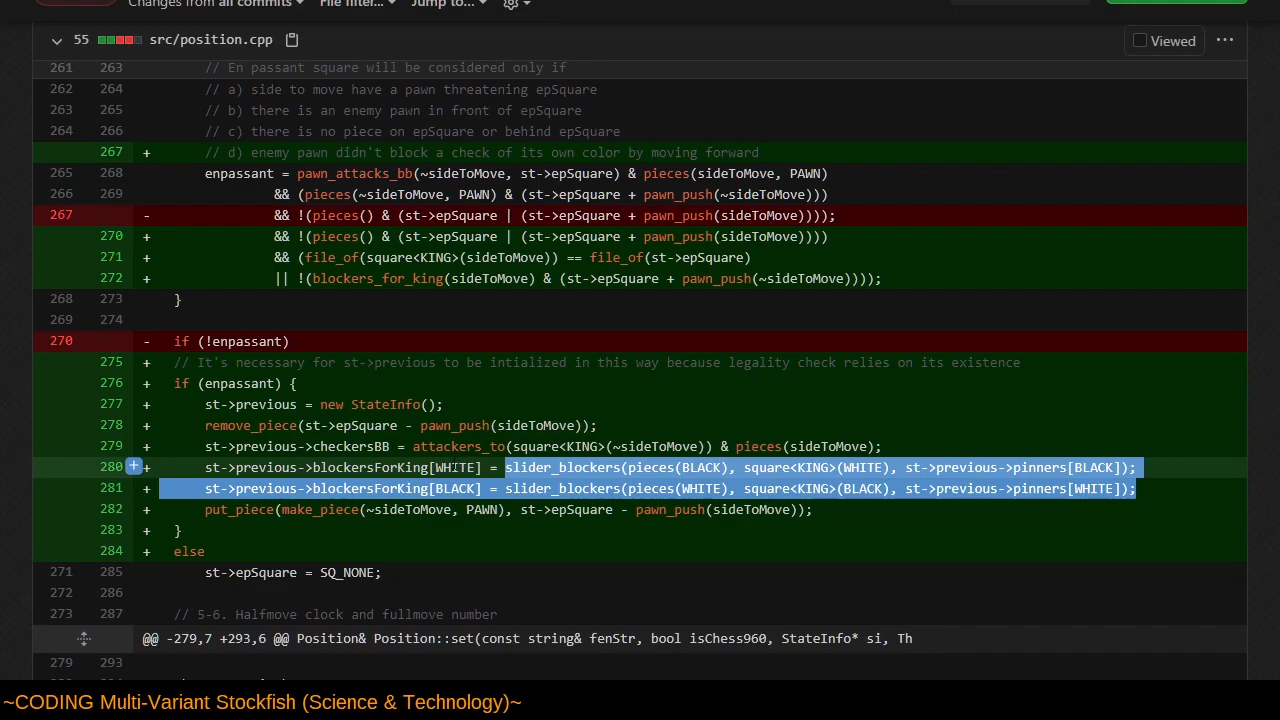 Changes from all commits File filter... Jump to...
55 src/position.cpp Viewed ...
261 263 // En passant square will be considered only if
262 264 // a) side to move have a pawn threatening epSquare
263 265 // b) there is an enemy pawn in front of epSquare
264 266 // c) there is no piece on epSquare or behind epSquare
267 + // d) enemy pawn didn't block a check of its own color by moving forward
265 268 enpassant = pawn_attacks_bb(~sideToMove, st->epSquare) & pieces(sideToMove, PAWN)
266 269 && (pieces(~sideToMove, PAWN) & (st->epSquare + pawn_push(~sideToMove)))
267 - && !(pieces() & (st->epSquare | (st->epSquare + pawn_push(sideToMove))));
270 + && !(pieces() & (st->epSquare | (st->epSquare + pawn_push(sideToMove))))
271 + && (file_of(square<KING>(sideToMove)) == file_of(st->epSquare)
272 + || !(blockers_for_king(sideToMove) & (st->epSquare + pawn_push(~sideToMove))));
268 273 }
269 274
270 - if (!enpassant)
275 + // It's necessary for st->previous to be intialized in this way because legality check relies on its existence
276 + if (enpassant) {
277 + st->previous = new StateInfo();
278 + remove_piece(st->epSquare - pawn_push(sideToMove));
279 + st->previous->checkersBB = attackers_to(square<KING>(~sideToMove)) & pieces(sideToMove);
280 + st->previous->blockersForKing[WHITE] = slider_blockers(pieces(BLACK), square<KING>(WHITE), st->previous->pinners[BLACK]);
281 + st->previous->blockersForKing[BLACK] = slider_blockers(pieces(WHITE), square<KING>(BLACK), st->previous->pinners[WHITE]);
282 + put_piece(make_piece(~sideToMove, PAWN), st->epSquare - pawn_push(sideToMove));
283 + }
284 + else
271 285 st->epSquare = SQ_NONE;
272 286
273 287 // 5-6. Halfmove clock and fullmove number
@@ -279,7 +293,6 @@ Position& Position::set(const string& fenStr, bool isChess960, StateInfo* si, Th
279 293
~CODING Multi-Variant Stockfish (Science & Technology)~